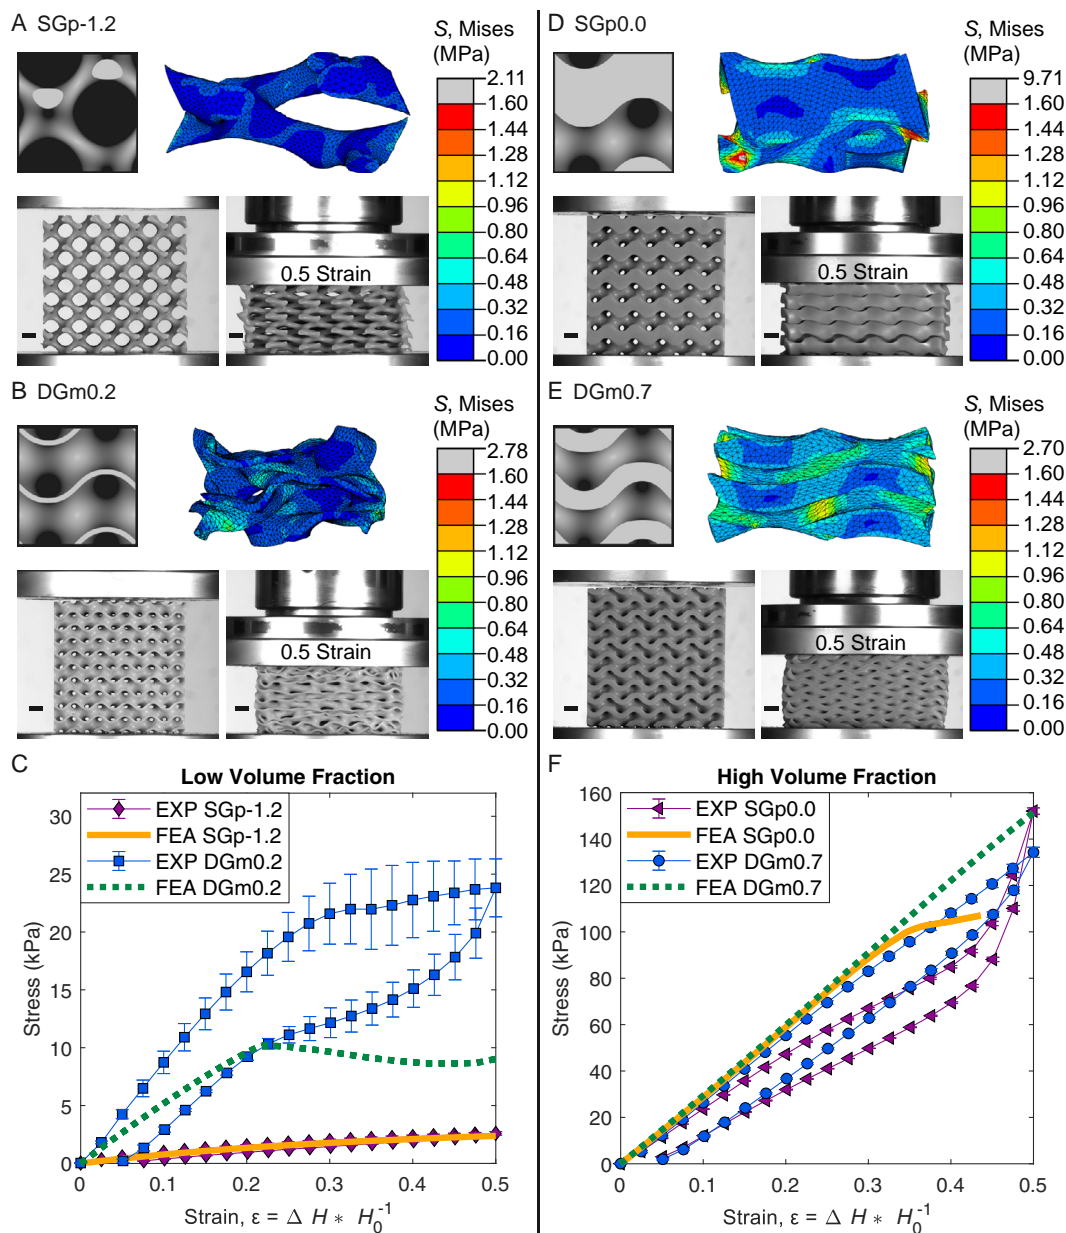 A SGp-1.2
S, Mises
(MPa)
2.11
1.60
1.44
1.28
1.12
0.96
0.80
0.64
0.48
0.32
0.16
0.00
0.5 Strain
B DGm0.2
S, Mises
(MPa)
2.78
1.60
1.44
1.28
1.12
0.96
0.80
0.64
0.48
0.32
0.16
0.00
0.5 Strain
C
Low Volume Fraction
EXP SGp-1.2
FEA SGp-1.2
EXP DGm0.2
FEA DGm0.2
30
25
20
15
10
5
0
Stress (kPa)
0 0.1 0.2 0.3 0.4 0.5
Strain, ε = Δ H * H₀⁻¹
D SGp0.0
S, Mises
(MPa)
9.71
1.60
1.44
1.28
1.12
0.96
0.80
0.64
0.48
0.32
0.16
0.00
0.5 Strain
E DGm0.7
S, Mises
(MPa)
2.70
1.60
1.44
1.28
1.12
0.96
0.80
0.64
0.48
0.32
0.16
0.00
0.5 Strain
F
High Volume Fraction
EXP SGp0.0
FEA SGp0.0
EXP DGm0.7
FEA DGm0.7
160
140
120
100
80
60
40
20
0
Stress (kPa)
0 0.1 0.2 0.3 0.4 0.5
Strain, ε = Δ H * H₀⁻¹